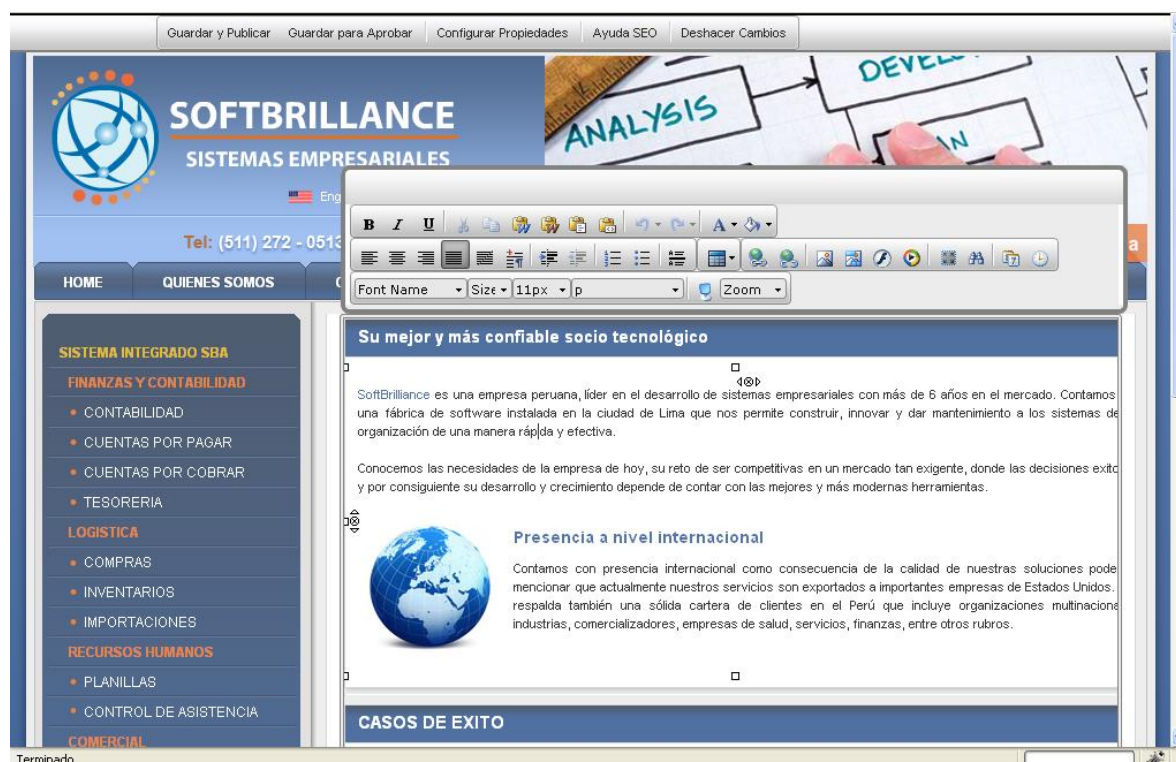 Guardar y Publicar Guardar para Aprobar Configurar Propiedades Ayuda SEO Deshacer Cambios
SOFTBRILLANCE
SISTEMAS EMPRESARIALES
ANALYSIS
Eng
Tel: (511) 272 - 0513
HOME QUIENES SOMOS
B I U
Font Name Size 11px p Zoom
SISTEMA INTEGRADO SBA
FINANZAS Y CONTABILIDAD
CONTABILIDAD
CUENTAS POR PAGAR
CUENTAS POR COBRAR
TESORERIA
LOGISTICA
COMPRAS
INVENTARIOS
IMPORTACIONES
RECURSOS HUMANOS
PLANILLAS
CONTROL DE ASISTENCIA
COMERCIAL
Su mejor y más confiable socio tecnológico
SoftBrilliance es una empresa peruana, líder en el desarrollo de sistemas empresariales con más de 6 años en el mercado. Contamos
una fábrica de software instalada en la ciudad de Lima que nos permite construir, innovar y dar mantenimiento a los sistemas de
organización de una manera rápida y efectiva.
Conocemos las necesidades de la empresa de hoy, su reto de ser competitivas en un mercado tan exigente, donde las decisiones exito
y por consiguiente su desarrollo y crecimiento depende de contar con las mejores y más modernas herramientas.
Presencia a nivel internacional
Contamos con presencia internacional como consecuencia de la calidad de nuestras soluciones pode
mencionar que actualmente nuestros servicios son exportados a importantes empresas de Estados Unidos.
respalda también una sólida cartera de clientes en el Perú que incluye organizaciones multinaciona
industrias, comercializadores, empresas de salud, servicios, finanzas, entre otros rubros.
CASOS DE EXITO
Terminado